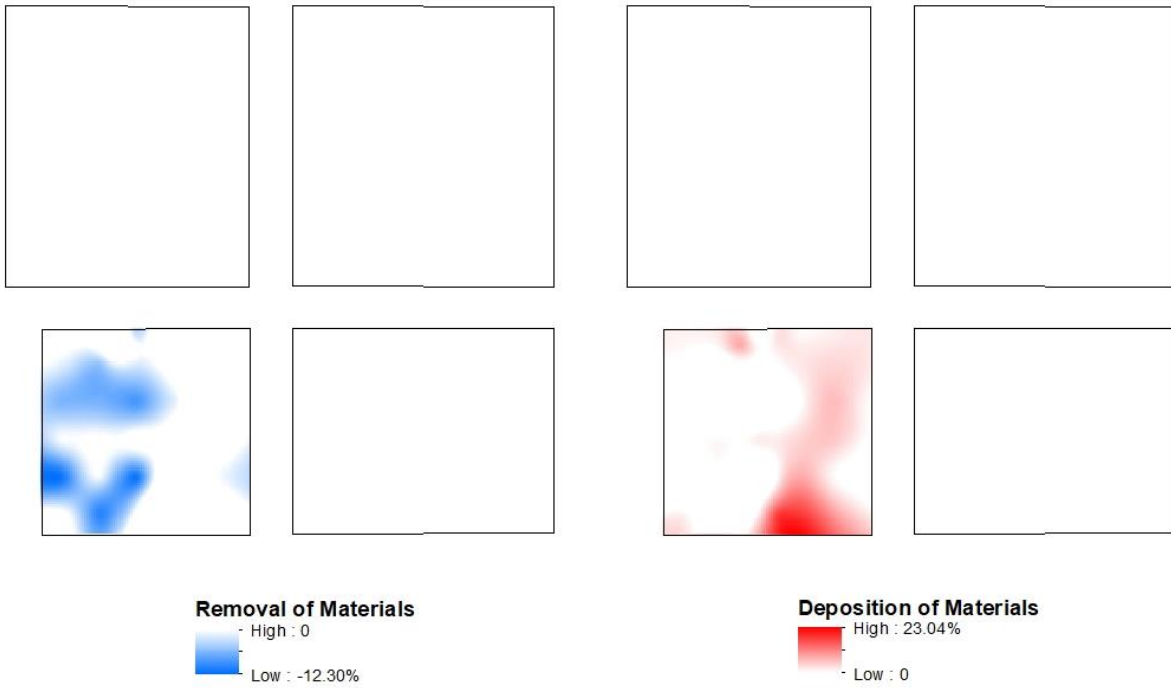 Removal of Materials
High : 0
Low : -12.30%
Deposition of Materials
High : 23.04%
Low : 0